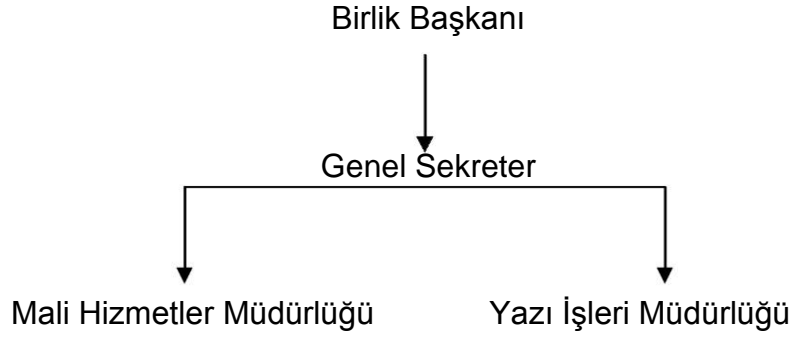 Birlik Başkanı
Genel Sekreter
Mali Hizmetler Müdürlüğü Yazı İşleri Müdürlüğü